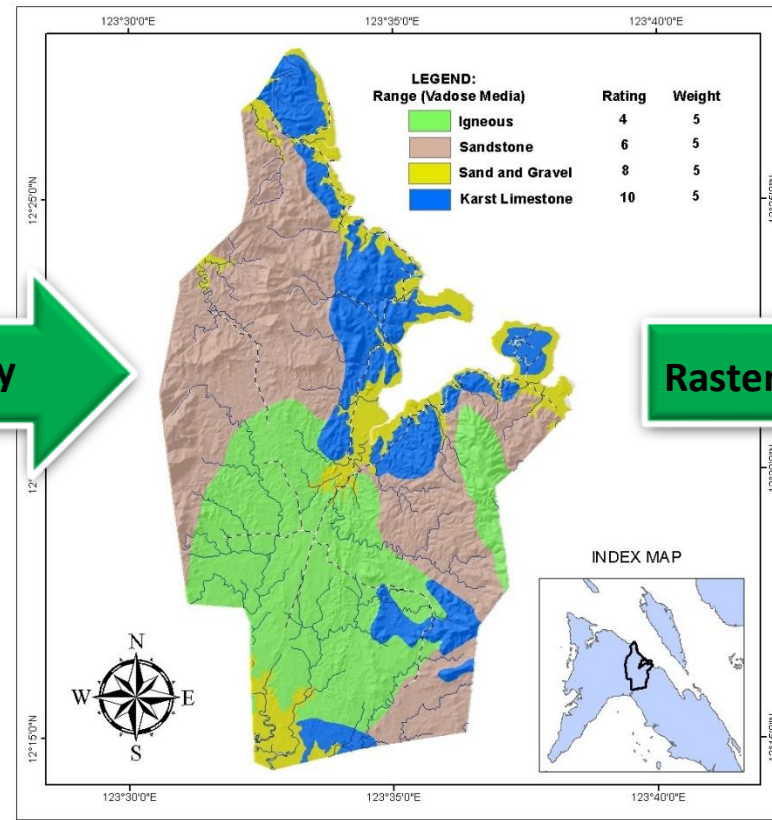 123°30'0"E 123°35'0"E 123°40'0"E
LEGEND:
Range (Vadose Media) Rating Weight
Igneous 4 5
Sandstone 6 5
Sand and Gravel 8 5
Karst Limestone 10 5
12°25'0"N
y
Raster
INDEX MAP
N
W E
S
12°15'0"N
123°30'0"E 123°35'0"E 123°40'0"E